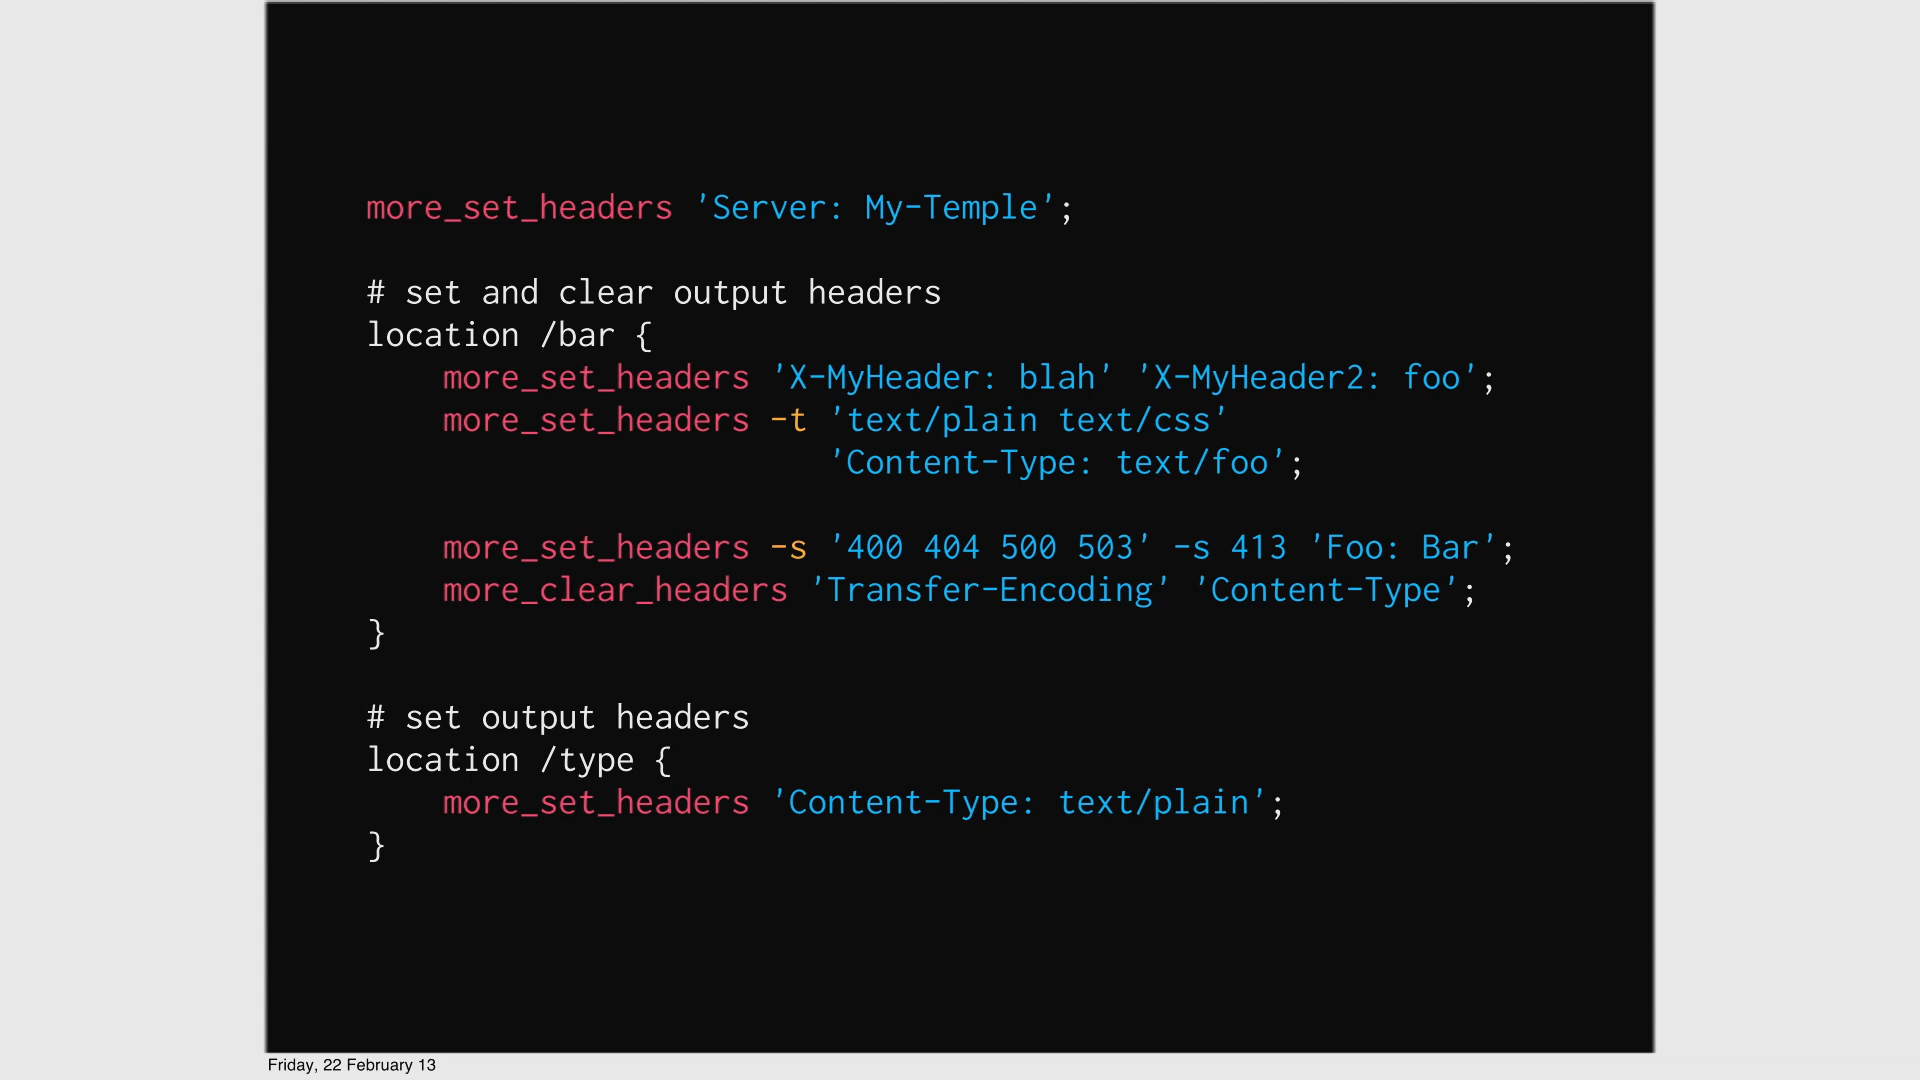 more_set_headers 'Server: My-Temple';
# set and clear output headers
location /bar {
    more_set_headers 'X-MyHeader: blah' 'X-MyHeader2: foo';
    more_set_headers -t 'text/plain text/css'
                        'Content-Type: text/foo';
    more_set_headers -s '400 404 500 503' -s 413 'Foo: Bar';
    more_clear_headers 'Transfer-Encoding' 'Content-Type';
}
# set output headers
location /type {
    more_set_headers 'Content-Type: text/plain';
}
Friday, 22 February 13